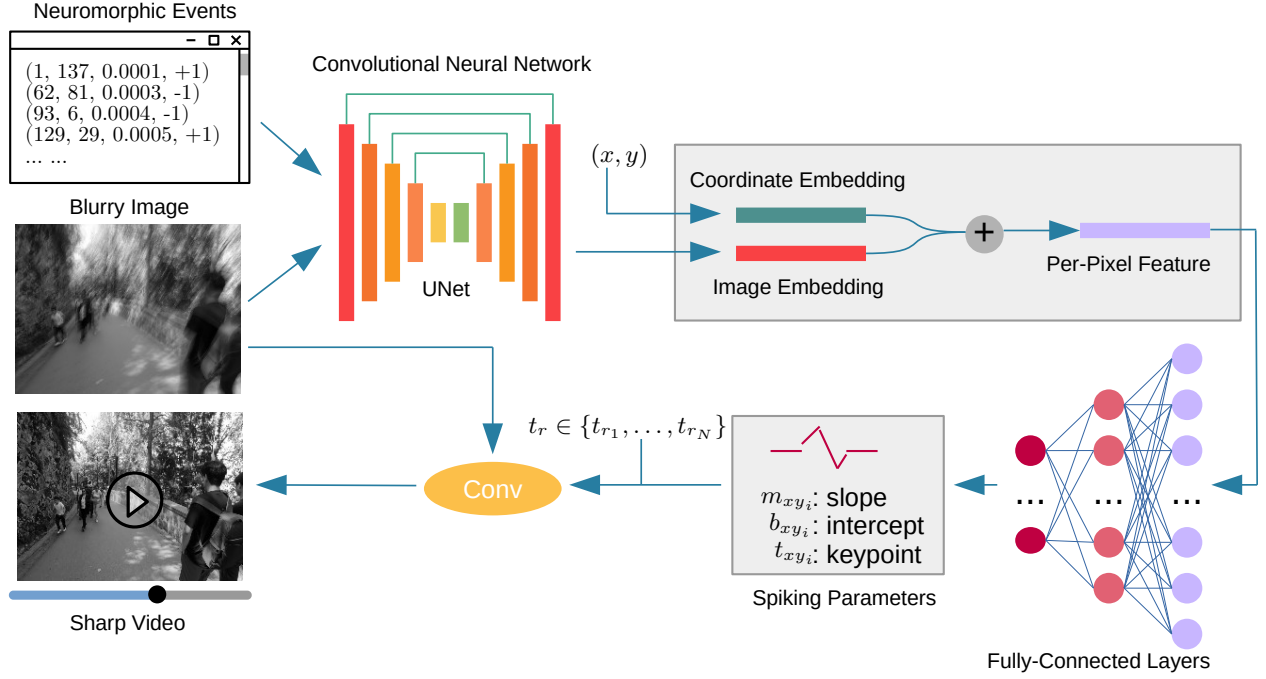 Neuromorphic Events
(1, 137, 0.0001, +1)
(62, 81, 0.0003, -1)
(93, 6, 0.0004, -1)
(129, 29, 0.0005, +1)
... ...
Blurry Image
Convolutional Neural Network
UNet
(x, y)
Coordinate Embedding
Image Embedding
+
Per-Pixel Feature
t_r ∈ {t_{r_1}, . . . , t_{r_N}}
Conv
m_{xy_i}: slope
b_{xy_i}: intercept
t_{xy_i}: keypoint
Spiking Parameters
... ... ...
Fully-Connected Layers
Sharp Video